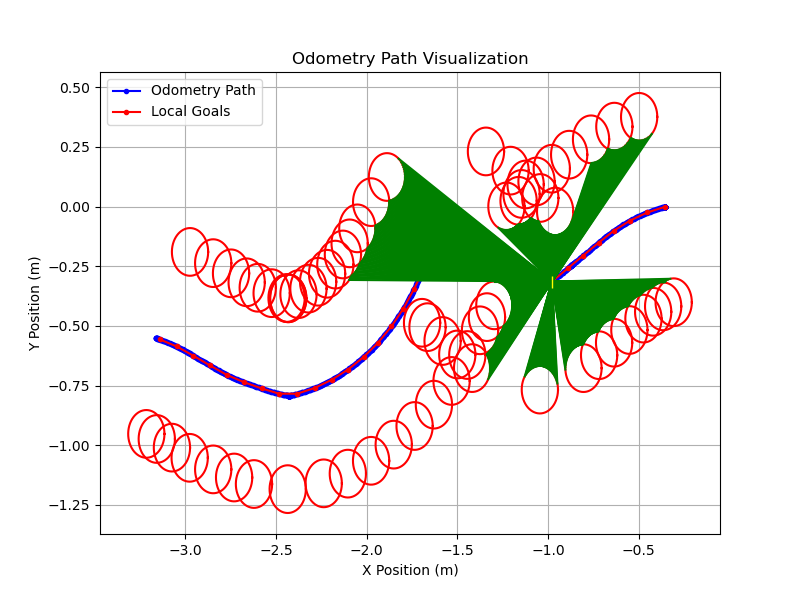 Odometry Path Visualization
Odometry Path
Local Goals
Y Position (m)
0.50
0.25
0.00
−0.25
−0.50
−0.75
−1.00
−1.25
−3.0 −2.5 −2.0 −1.5 −1.0 −0.5
X Position (m)